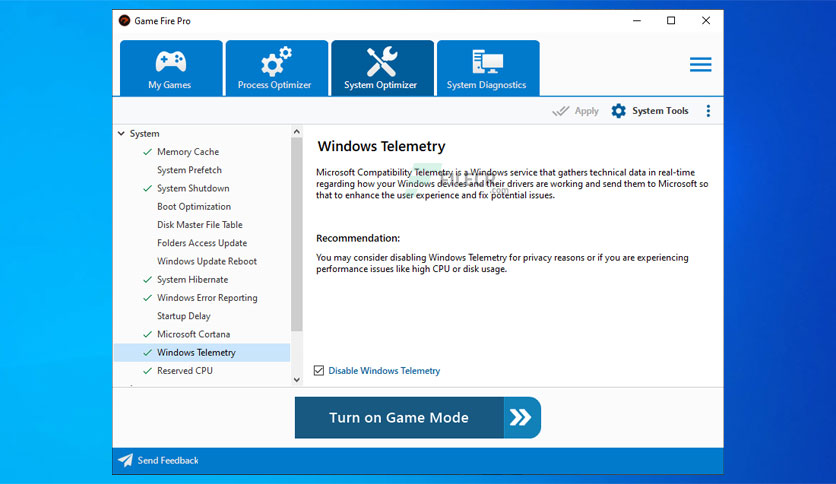 Game Fire Pro
My Games
Process Optimizer
System Optimizer
System Diagnostics
Apply
System Tools
System
Memory Cache
System Prefetch
System Shutdown
Boot Optimization
Disk Master File Table
Folders Access Update
Windows Update Reboot
System Hibernate
Windows Error Reporting
Startup Delay
Microsoft Cortana
Windows Telemetry
Reserved CPU
Windows Telemetry
Microsoft Compatibility Telemetry is a Windows service that gathers technical data in real-time
regarding how your Windows devices and their drivers are working and send them to Microsoft so
that to enhance the user experience and fix potential issues.
FILECR
.com
Recommendation:
You may consider disabling Windows Telemetry for privacy reasons or if you are experiencing
performance issues like high CPU or disk usage.
Disable Windows Telemetry
Turn on Game Mode
Send Feedback